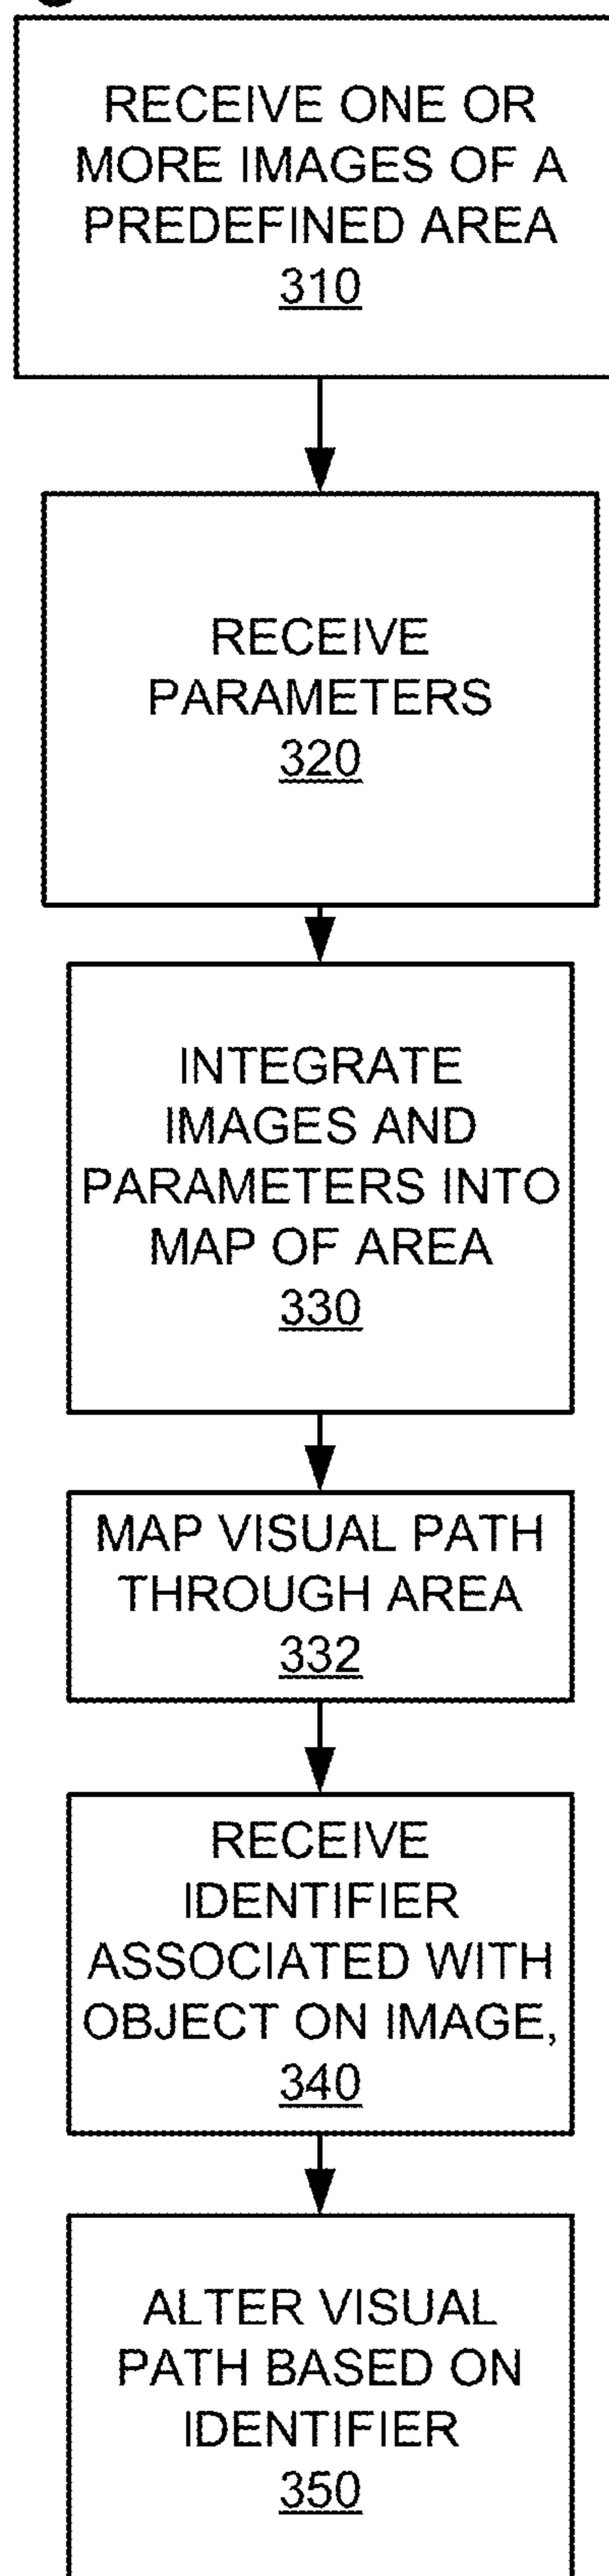 RECEIVE ONE OR
MORE IMAGES OF A
PREDEFINED AREA
310
RECEIVE
PARAMETERS
320
INTEGRATE
IMAGES AND
PARAMETERS INTO
MAP OF AREA
330
MAP VISUAL PATH
THROUGH AREA
332
RECEIVE
IDENTIFIER
ASSOCIATED WITH
OBJECT ON IMAGE,
340
ALTER VISUAL
PATH BASED ON
IDENTIFIER
350